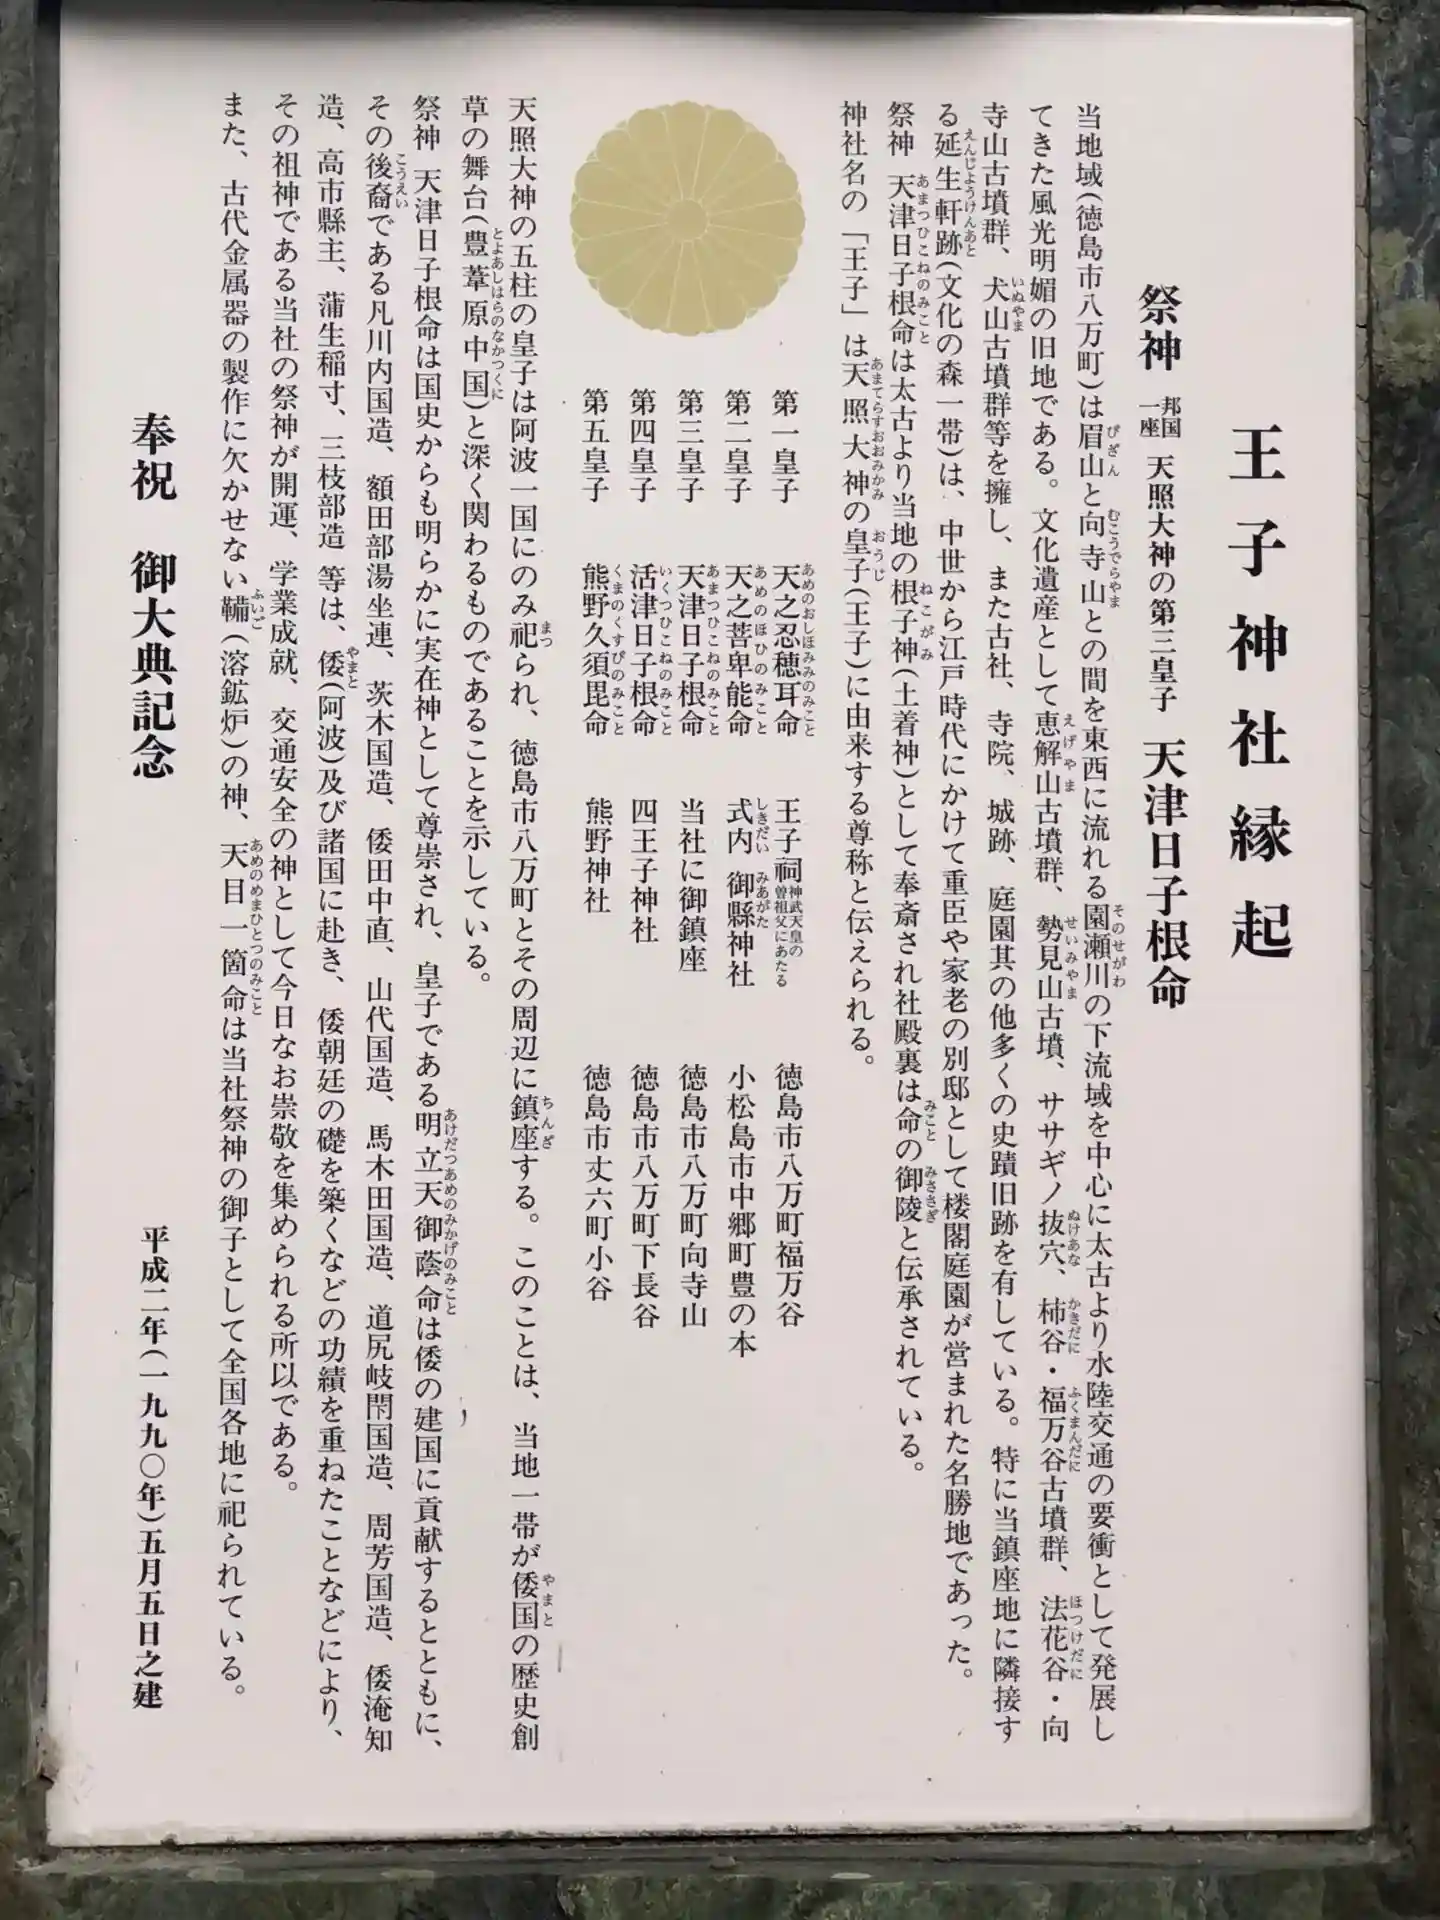 王子神社縁起
祭神 邦国一座 天照大神の第三皇子 天津日子根命
当地域(徳島市八万町)は眉山と向寺山との間を東西に流れる園瀬川の下流域を中心に太古より水陸交通の要衝として発展し
てきた風光明媚の旧地である。文化遺産として恵解山古墳群、勢見山古墳、ササギノ抜穴、柿谷・福万谷古墳群、法花谷・向
寺山古墳群、犬山古墳群等を擁し、また古社、寺院、城跡、庭園其の他多くの史蹟旧跡を有している。特に当鎮座地に隣接す
る延生軒跡(文化の森一帯)は、中世から江戸時代にかけて重臣や家老の別邸として楼閣庭園が営まれた名勝地であった。
祭神 天津日子根命は太古より当地の根子神(土着神)として奉斎され社殿裏は命の御陵と伝承されている。
神社名の「王子」は天照大神の皇子(王子)に由来する尊称と伝えられる。
第一皇子 天之忍穂耳命 王子祠 神武天皇の曽祖父にあたる 徳島市八万町福万谷
第二皇子 天之菩卑能命 式内 御縣神社 小松島市中郷町豊の本
第三皇子 天津日子根命 当社に御鎮座 徳島市八万町向寺山
第四皇子 活津日子根命 四王子神社 徳島市八万町下長谷
第五皇子 熊野久須毘命 熊野神社 徳島市丈六町小谷
天照大神の五柱の皇子は阿波一国にのみ祀られ、徳島市八万町とその周辺に鎮座する。このことは、当地一帯が倭国の歴史創
草の舞台(豊葦原中国)と深く関わるものであることを示している。
祭神 天津日子根命は国史からも明らかに実在神として尊崇され、皇子である明立天御蔭命は倭の建国に貢献するとともに、
その後裔である凡川内国造、額田部湯坐連、茨木国造、倭田中直、山代国造、馬木田国造、道尻岐閇国造、周芳国造、倭淹知
造、高市縣主、蒲生稲寸、三枝部造 等は、倭(阿波)及び諸国に赴き、倭朝廷の礎を築くなどの功績を重ねたことなどにより、
その祖神である当社の祭神が開運、学業成就、交通安全の神として今日なお崇敬を集められる所以である。
また、古代金属器の製作に欠かせない鞴(溶鉱炉)の神、天目一箇命は当社祭神の御子として全国各地に祀られている。
奉祝 御大典記念 平成二年(一九九〇年)五月五日之建